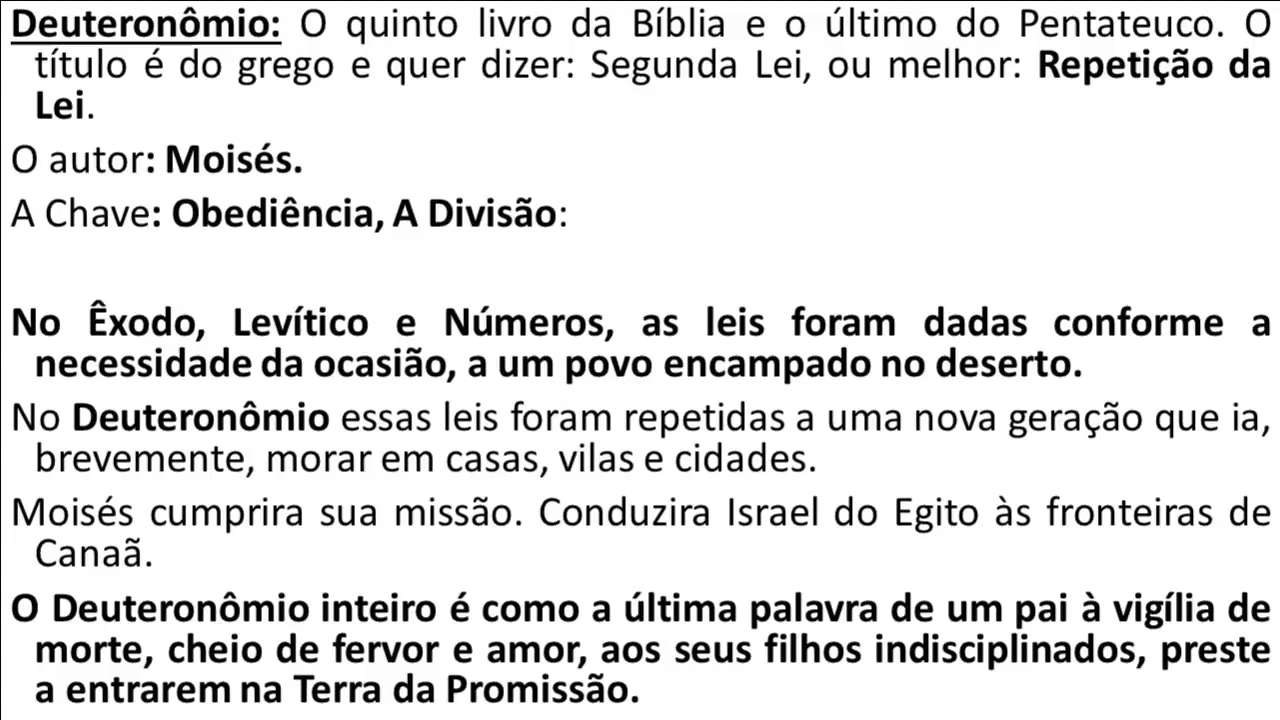 Deuteronômio: O quinto livro da Bíblia e o último do Pentateuco. O
título é do grego e quer dizer: Segunda Lei, ou melhor: Repetição da
Lei.
O autor: Moisés.
A Chave: Obediência, A Divisão:
No Êxodo, Levítico e Números, as leis foram dadas conforme a
necessidade da ocasião, a um povo encampado no deserto.
No Deuteronômio essas leis foram repetidas a uma nova geração que ia,
brevemente, morar em casas, vilas e cidades.
Moisés cumprira sua missão. Conduzira Israel do Egito às fronteiras de
Canaã.
O Deuteronômio inteiro é como a última palavra de um pai à vigília de
morte, cheio de fervor e amor, aos seus filhos indisciplinados, preste
a entrarem na Terra da Promissão.